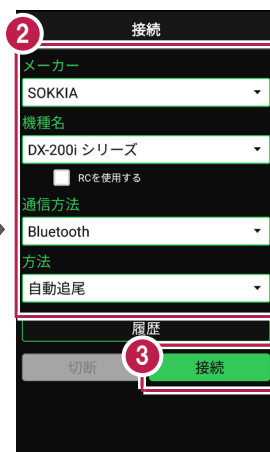 2
接続
メーカー
SOKKIA
機種名
DX-200i シリーズ
RCを使用する
通信方法
Bluetooth
方法
自動追尾
履歴
3
切断
接続